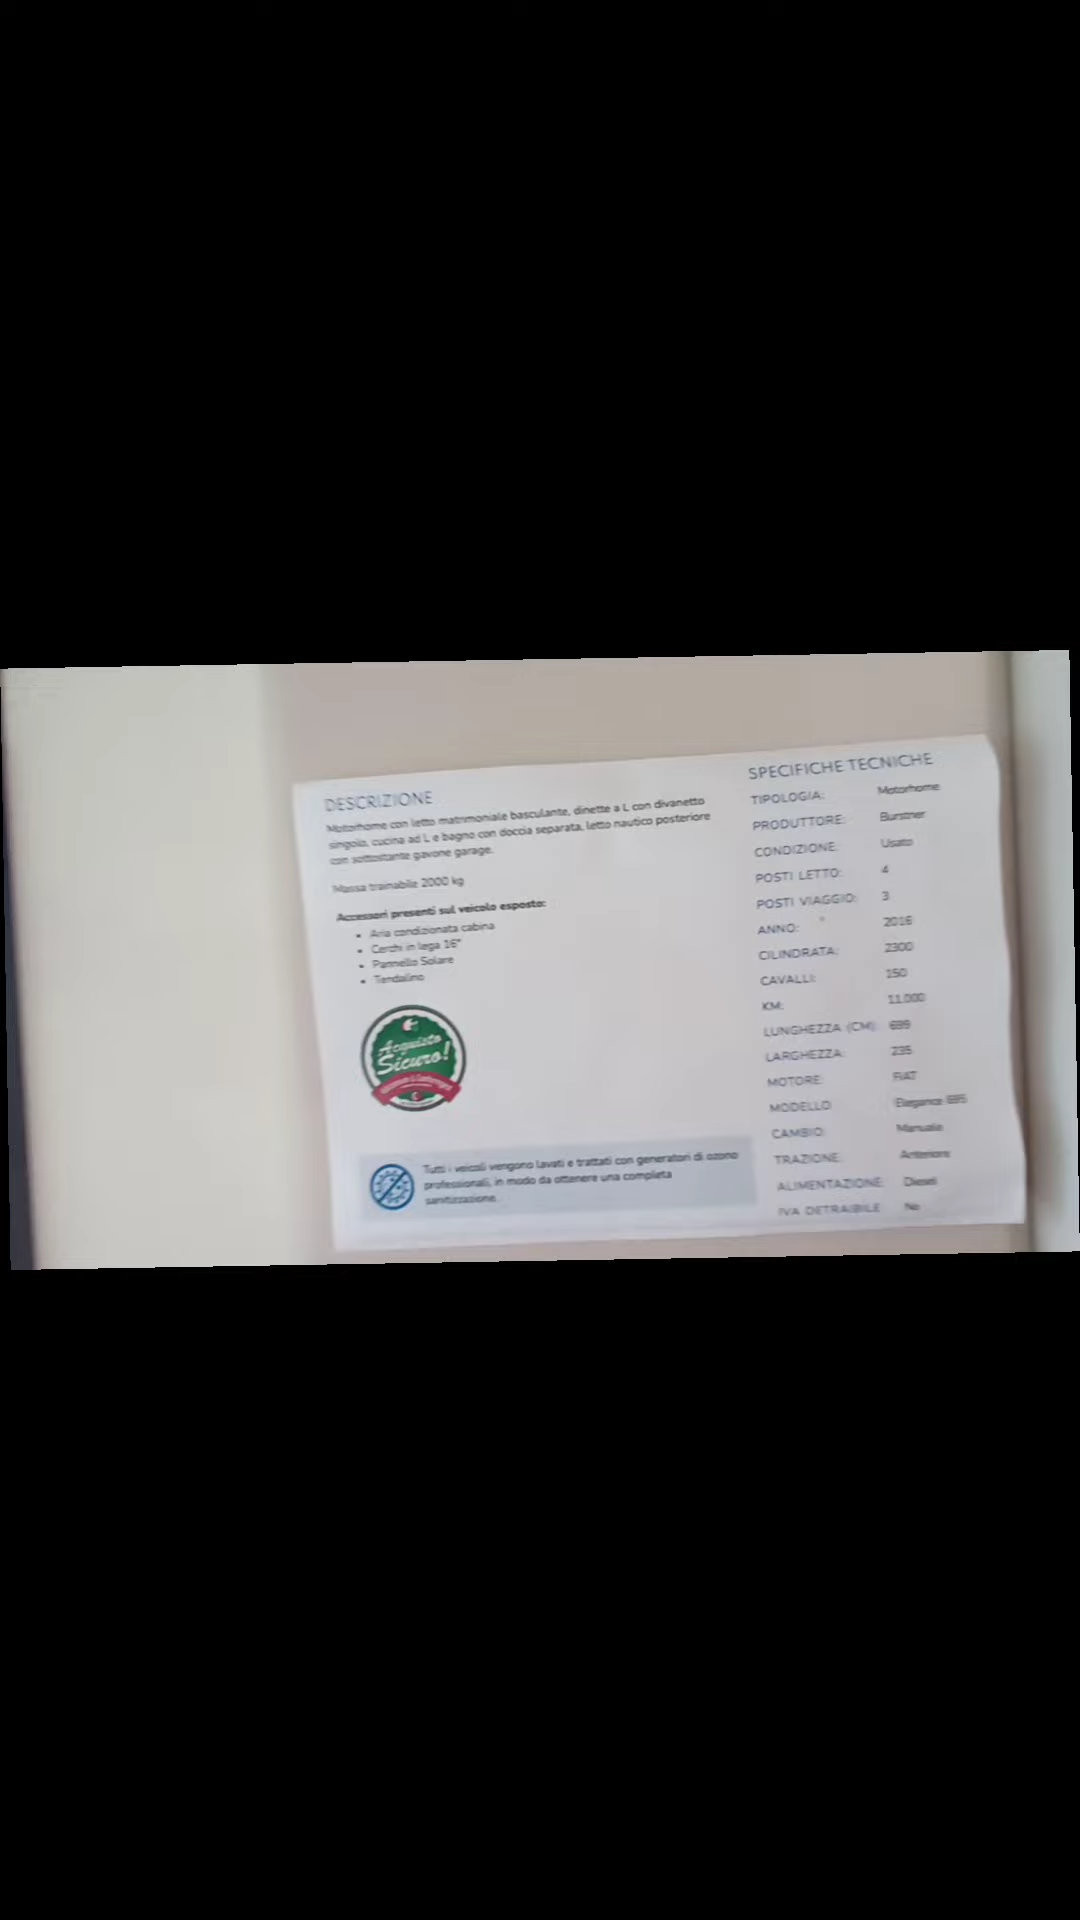 DESCRIZIONE
Motorhome con letto matrimoniale basculante, dinette a L con divanetto
singolo, cucina ad L e bagno con doccia separata, letto nautico posteriore
con sottostante gavone garage.
Massa trainabile 2000 kg
Accessori presenti sul veicolo esposto:
• Aria condizionata cabina
• Cerchi in lega 16"
• Pannello Solare
• Tendalino
Acquisto
Sicuro!
Tutti i veicoli vengono lavati e trattati con generatori di ozono
professionali, in modo da ottenere una completa
sanitizzazione.
SPECIFICHE TECNICHE
TIPOLOGIA: Motorhome
PRODUTTORE: Burstner
CONDIZIONE: Usato
POSTI LETTO: 4
POSTI VIAGGIO: 3
ANNO: 2016
CILINDRATA: 2300
CAVALLI: 150
KM: 11.000
LUNGHEZZA (CM): 699
LARGHEZZA: 235
MOTORE: FIAT
MODELLO Elegance
CAMBIO: Manuale
TRAZIONE: Anteriore
ALIMENTAZIONE: Diesel
IVA DETRAIBILE No